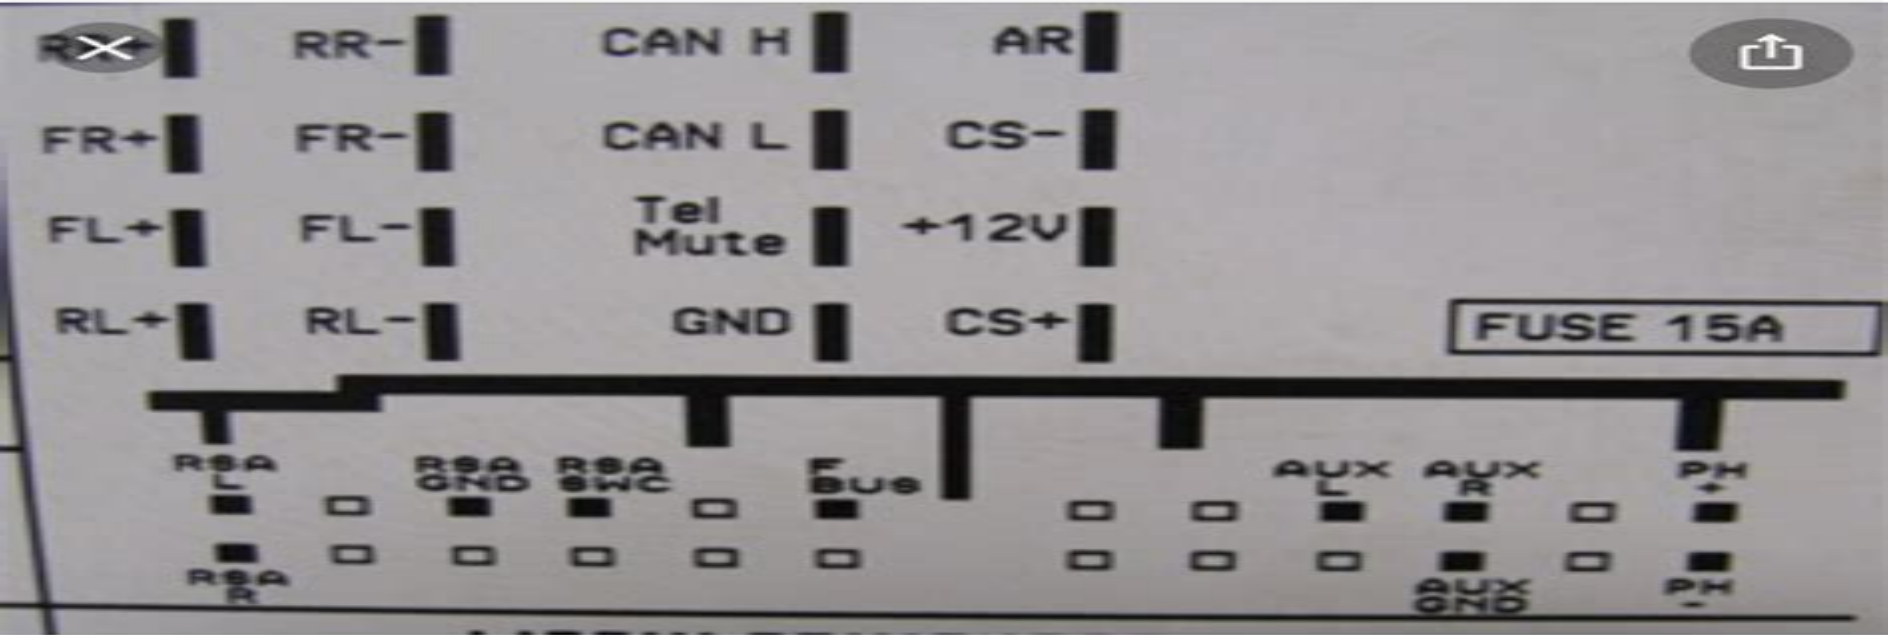 RR+ RR- CAN H AR
FR+ FR- CAN L CS-
FL+ FL- Tel Mute +12V
RL+ RL- GND CS+
FUSE 15A
RSA L RSA GND RSA SWC F BUS AUX L AUX R PH +
RSA R AUX GND PH -